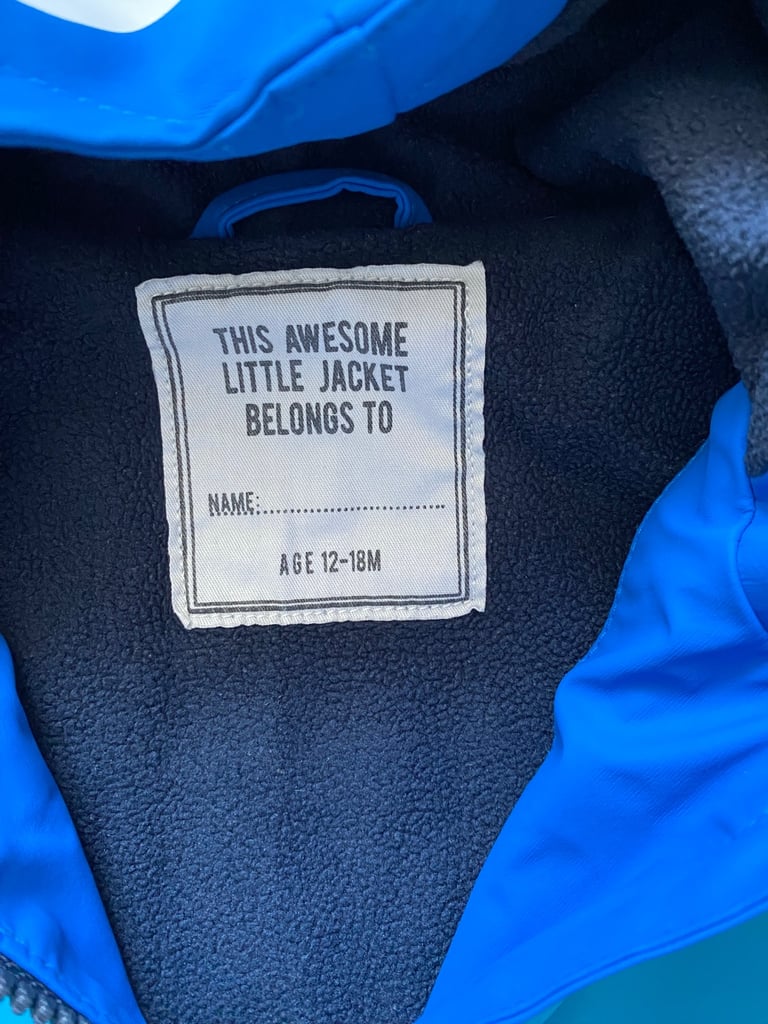 THIS AWESOME
LITTLE JACKET
BELONGS TO
NAME:............................
AGE 12-18M